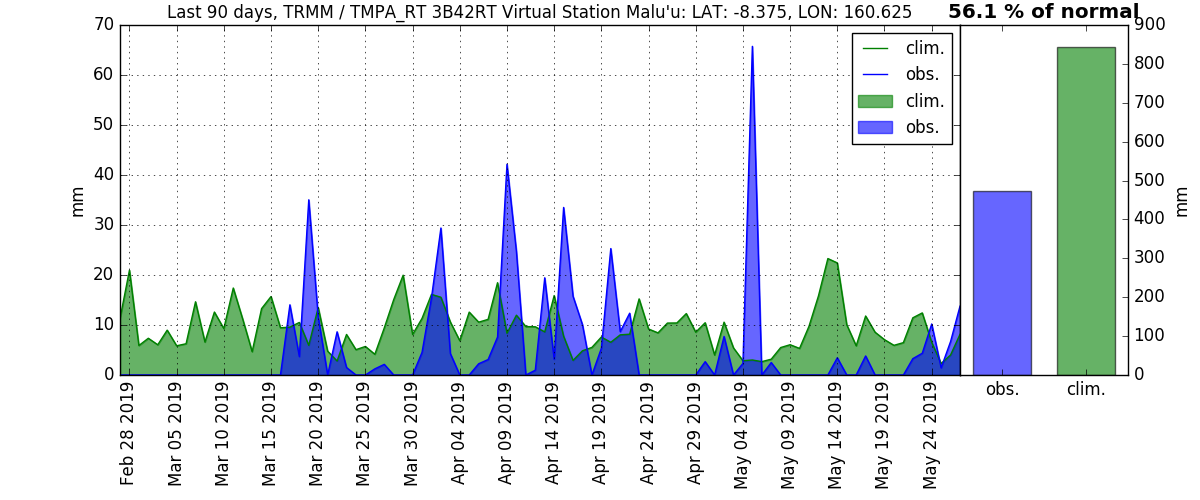 Last 90 days, TRMM / TMPA_RT 3B42RT Virtual Station Malu'u: LAT: -8.375, LON: 160.625
56.1 % of normal
70
60
50
40
30
20
10
0
mm
clim.
obs.
clim.
obs.
Feb 28 2019
Mar 05 2019
Mar 10 2019
Mar 15 2019
Mar 20 2019
Mar 25 2019
Mar 30 2019
Apr 04 2019
Apr 09 2019
Apr 14 2019
Apr 19 2019
Apr 24 2019
Apr 29 2019
May 04 2019
May 09 2019
May 14 2019
May 19 2019
May 24 2019
900
800
700
600
500
400
300
200
100
0
mm
obs.
clim.